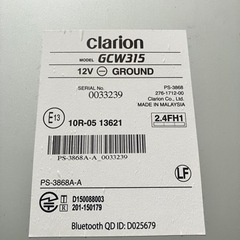 clarion
MODEL GCW315
12V ⎓ ⊖ GROUND
SERIAL No.
0033239
PS-3868
276-1712-00
Clarion Co., Ltd.
MADE IN MALAYSIA
E13 10R-05 13621
2.4FH1
PS-3868A-A_0033239
LF
PS-3868A-A
D150088003
201-150179
Bluetooth QD ID: D025679